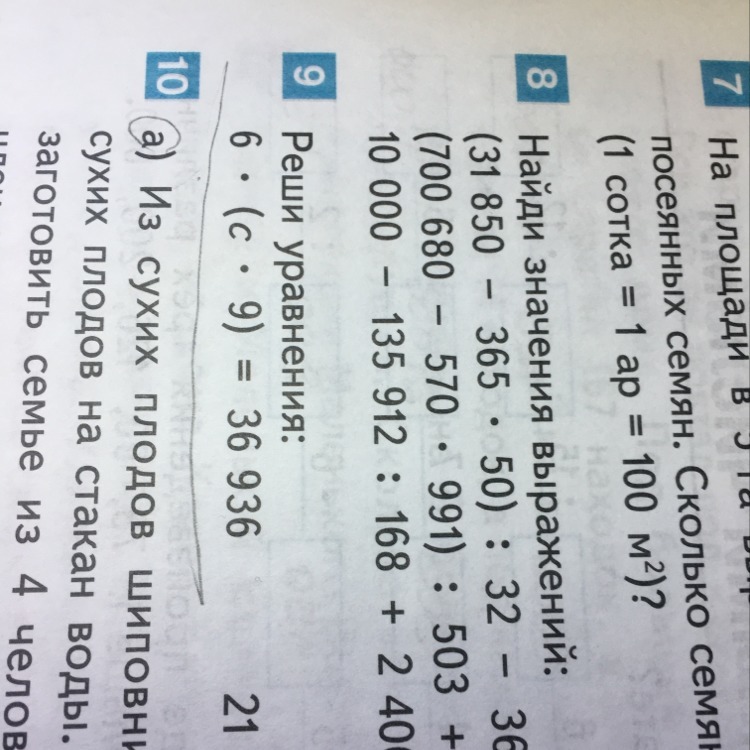 7 На площади в 3 га
посеянных семян. Сколько семян
(1 сотка = 1 ар = 100 м²)?
8 Найди значения выражений:
(31 850 − 365 · 50) : 32 − 36
(700 680 − 570 · 991) : 503 +
10 000 − 135 912 : 168 + 2 400
9 Реши уравнения:
6 · (с · 9) = 36 936 21
10 а) Из сухих плодов шиповни
сухих плодов на стакан воды.
заготовить семье из 4 челов